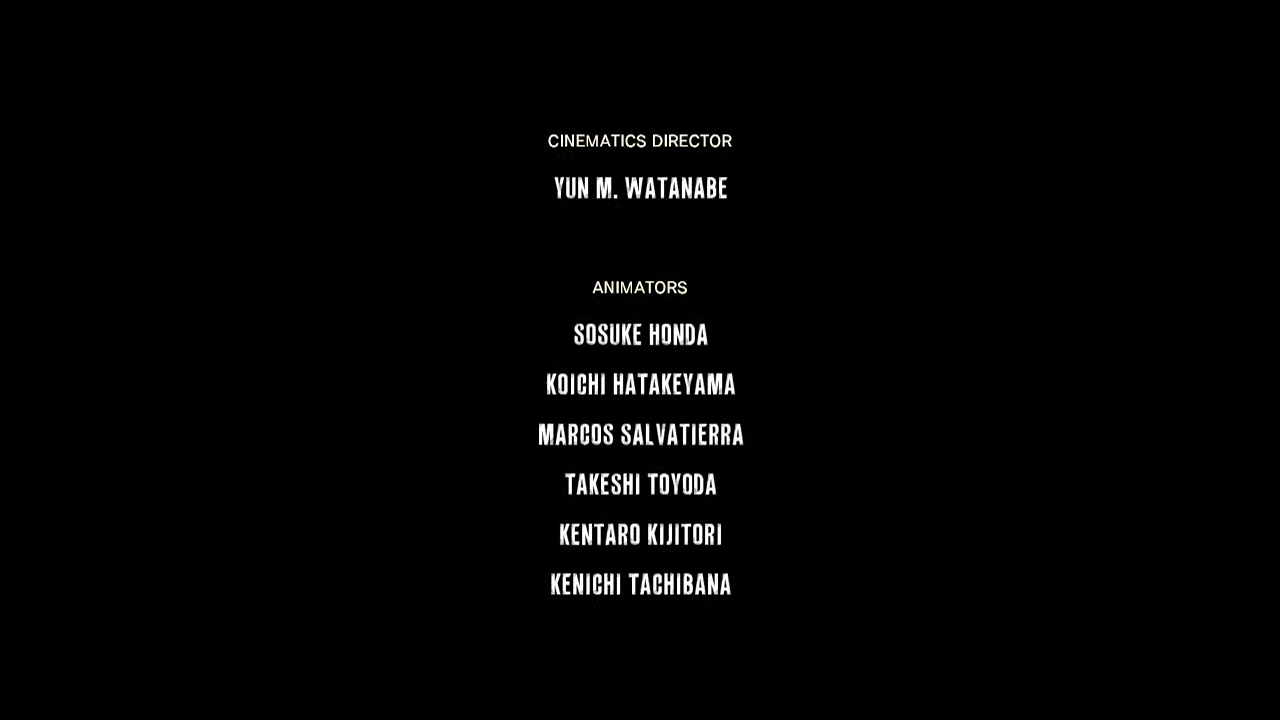 CINEMATICS DIRECTOR
YUN M. WATANABE
ANIMATORS
SOSUKE HONDA
KOICHI HATAKEYAMA
MARCOS SALVATIERRA
TAKESHI TOYODA
KENTARO KIJITORI
KENICHI TACHIBANA